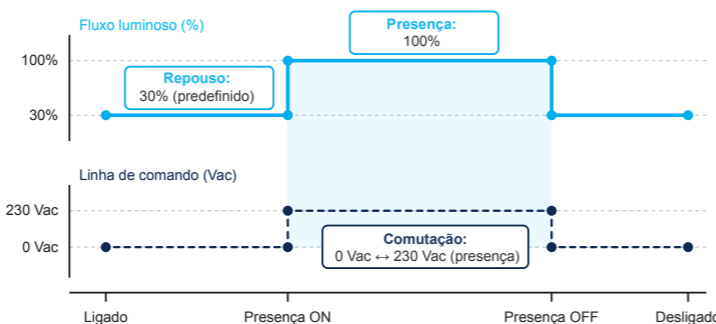 Fluxo luminoso (%)
Presença:
100%
100%
Repouso:
30% (predefinido)
30%
Linha de comando (Vac)
230 Vac
0 Vac
Comutação:
0 Vac ↔ 230 Vac (presença)
Ligado
Presença ON
Presença OFF
Desligado